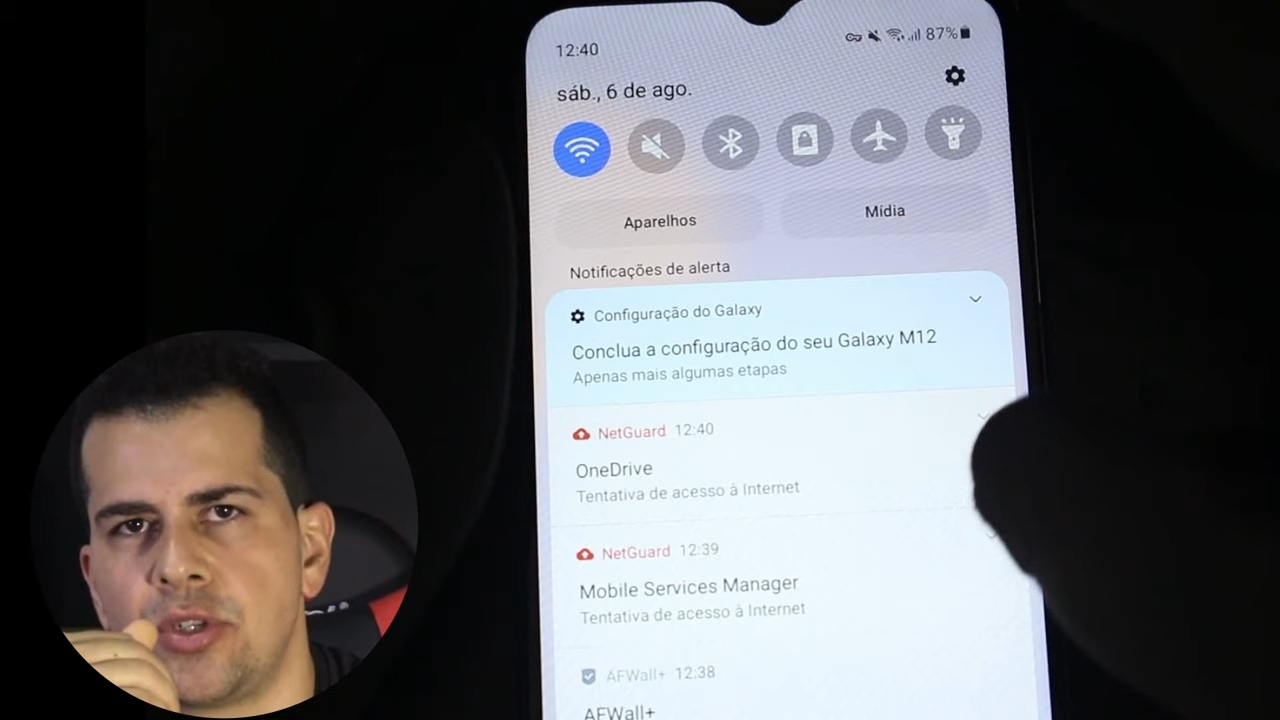 12:40
87%
sáb., 6 de ago.
Aparelhos
Mídia
Notificações de alerta
Configuração do Galaxy
Conclua a configuração do seu Galaxy M12
Apenas mais algumas etapas
NetGuard 12:40
OneDrive
Tentativa de acesso à Internet
NetGuard 12:39
Mobile Services Manager
Tentativa de acesso à Internet
AFWall+ 12:38
AFWall+